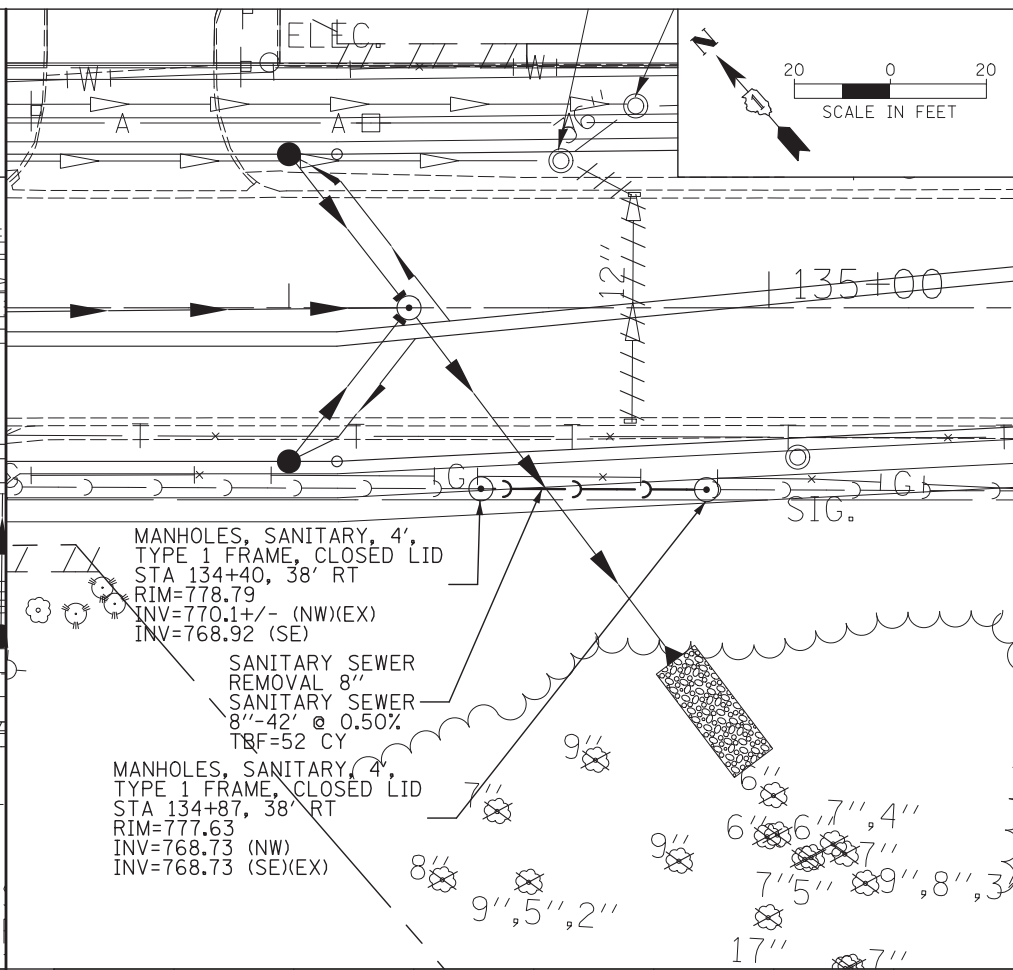 ELEC.
N
1
20 0 20
SCALE IN FEET
W
W
A
A
12''
135+00
T
T
T
T
T
G
G
SIG.
MANHOLES, SANITARY, 4',
TYPE 1 FRAME, CLOSED LID
STA 134+40, 38' RT
RIM=778.79
INV=770.1+/- (NW)(EX)
INV=768.92 (SE)
SANITARY SEWER
REMOVAL 8''
SANITARY SEWER
8''-42' @ 0.50%
TBF=52 CY
MANHOLES, SANITARY, 4',
TYPE 1 FRAME, CLOSED LID
STA 134+87, 38' RT
RIM=777.63
INV=768.73 (NW)
INV=768.73 (SE)(EX)
9''
7''
6''
6''
6''
7'',4''
9''
7''
8''
7''
5''
9'',8'',3''
9'',5'',2''
17''
7''